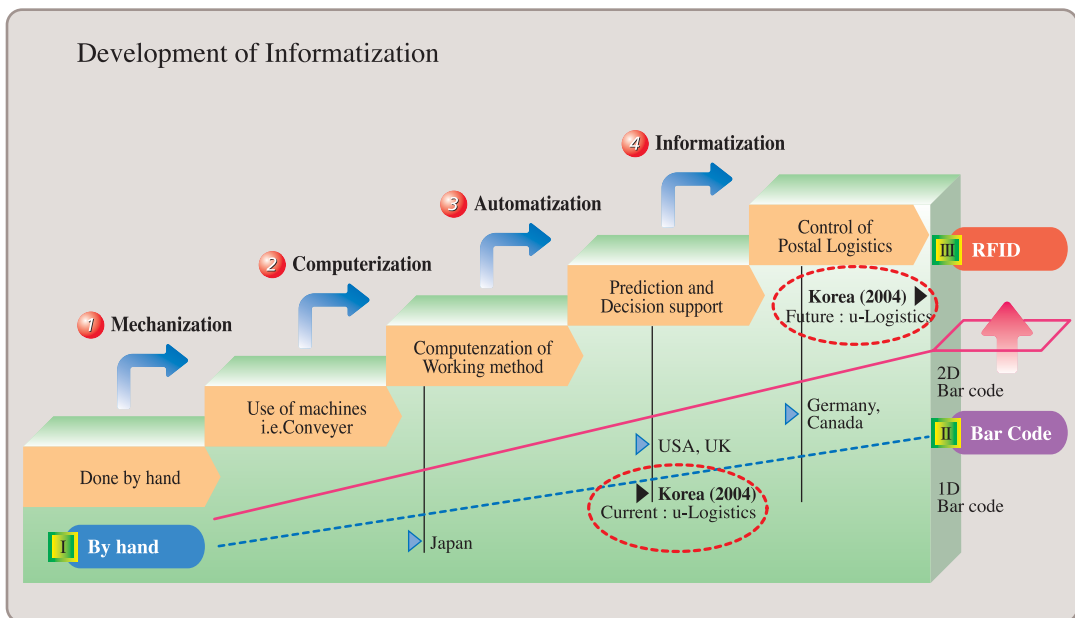 Development of Informatization
4 Informatization
3 Automatization
2 Computerization
1 Mechanization
Control of
Postal Logistics
Prediction and
Decision support
Computenzation of
Working method
Use of machines
i.e.Conveyer
Done by hand
III RFID
Korea (2004)
Future : u-Logistics
2D
Bar code
Germany,
Canada
II Bar Code
USA, UK
Korea (2004)
Current : u-Logistics
1D
Bar code
I By hand
Japan